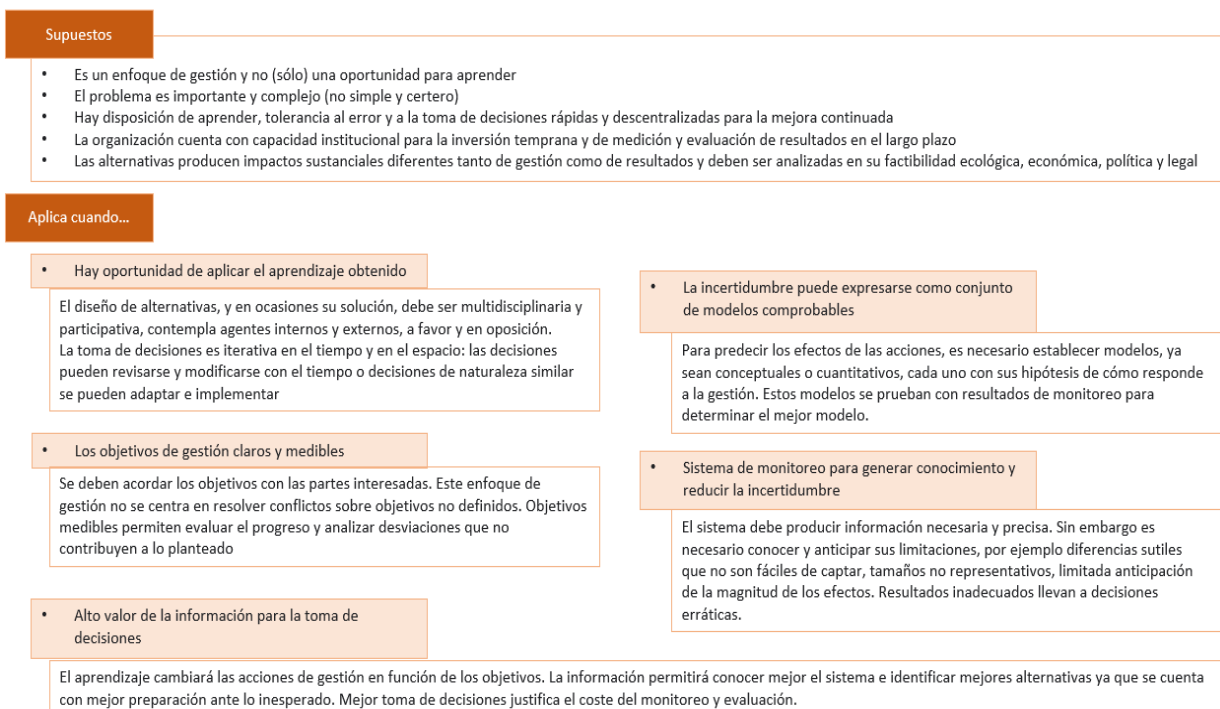 Supuestos
• Es un enfoque de gestión y no (sólo) una oportunidad para aprender
• El problema es importante y complejo (no simple y certero)
• Hay disposición de aprender, tolerancia al error y a la toma de decisiones rápidas y descentralizadas para la mejora continuada
• La organización cuenta con capacidad institucional para la inversión temprana y de medición y evaluación de resultados en el largo plazo
• Las alternativas producen impactos sustanciales diferentes tanto de gestión como de resultados y deben ser analizadas en su factibilidad ecológica, económica, política y legal
Aplica cuando...
• Hay oportunidad de aplicar el aprendizaje obtenido
El diseño de alternativas, y en ocasiones su solución, debe ser multidisciplinaria y
participativa, contempla agentes internos y externos, a favor y en oposición.
La toma de decisiones es iterativa en el tiempo y en el espacio: las decisiones
pueden revisarse y modificarse con el tiempo o decisiones de naturaleza similar
se pueden adaptar e implementar
• La incertidumbre puede expresarse como conjunto
de modelos comprobables
Para predecir los efectos de las acciones, es necesario establecer modelos, ya
sean conceptuales o cuantitativos, cada uno con sus hipótesis de cómo responde
a la gestión. Estos modelos se prueban con resultados de monitoreo para
determinar el mejor modelo.
• Los objetivos de gestión claros y medibles
Se deben acordar los objetivos con las partes interesadas. Este enfoque de
gestión no se centra en resolver conflictos sobre objetivos no definidos. Objetivos
medibles permiten evaluar el progreso y analizar desviaciones que no
contribuyen a lo planteado
• Sistema de monitoreo para generar conocimiento y
reducir la incertidumbre
El sistema debe producir información necesaria y precisa. Sin embargo es
necesario conocer y anticipar sus limitaciones, por ejemplo diferencias sutiles
que no son fáciles de captar, tamaños no representativos, limitada anticipación
de la magnitud de los efectos. Resultados inadecuados llevan a decisiones
erráticas.
• Alto valor de la información para la toma de
decisiones
El aprendizaje cambiará las acciones de gestión en función de los objetivos. La información permitirá conocer mejor el sistema e identificar mejores alternativas ya que se cuenta
con mejor preparación ante lo inesperado. Mejor toma de decisiones justifica el coste del monitoreo y evaluación.